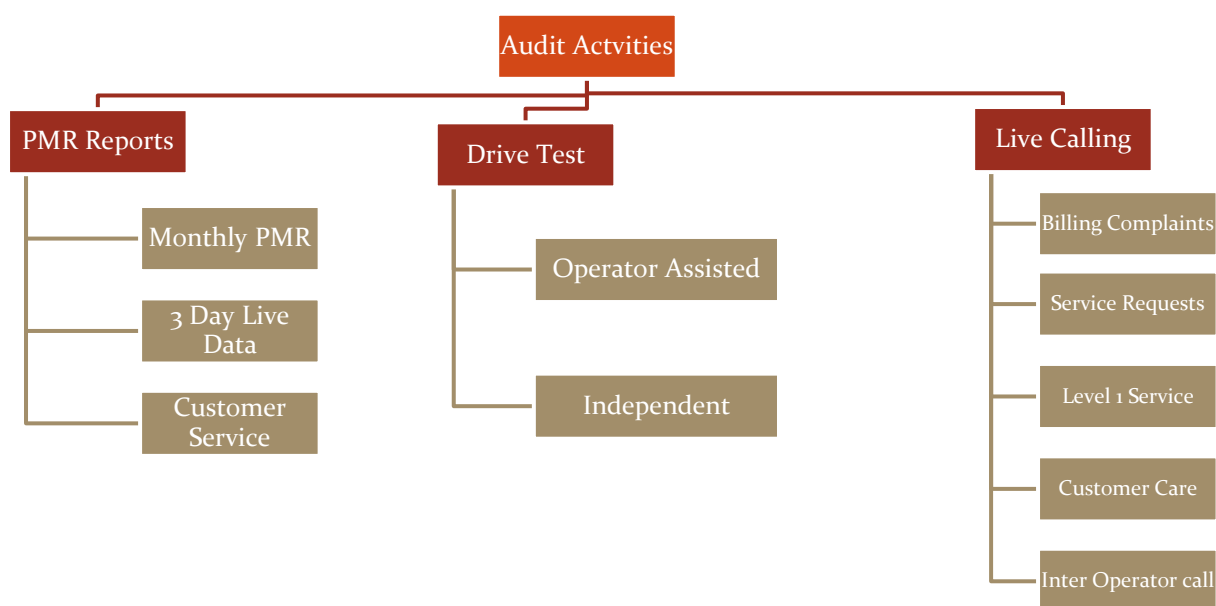 Audit Actvities
PMR Reports
Monthly PMR
3 Day Live
Data
Customer
Service
Drive Test
Operator Assisted
Independent
Live Calling
Billing Complaints
Service Requests
Level 1 Service
Customer Care
Inter Operator call